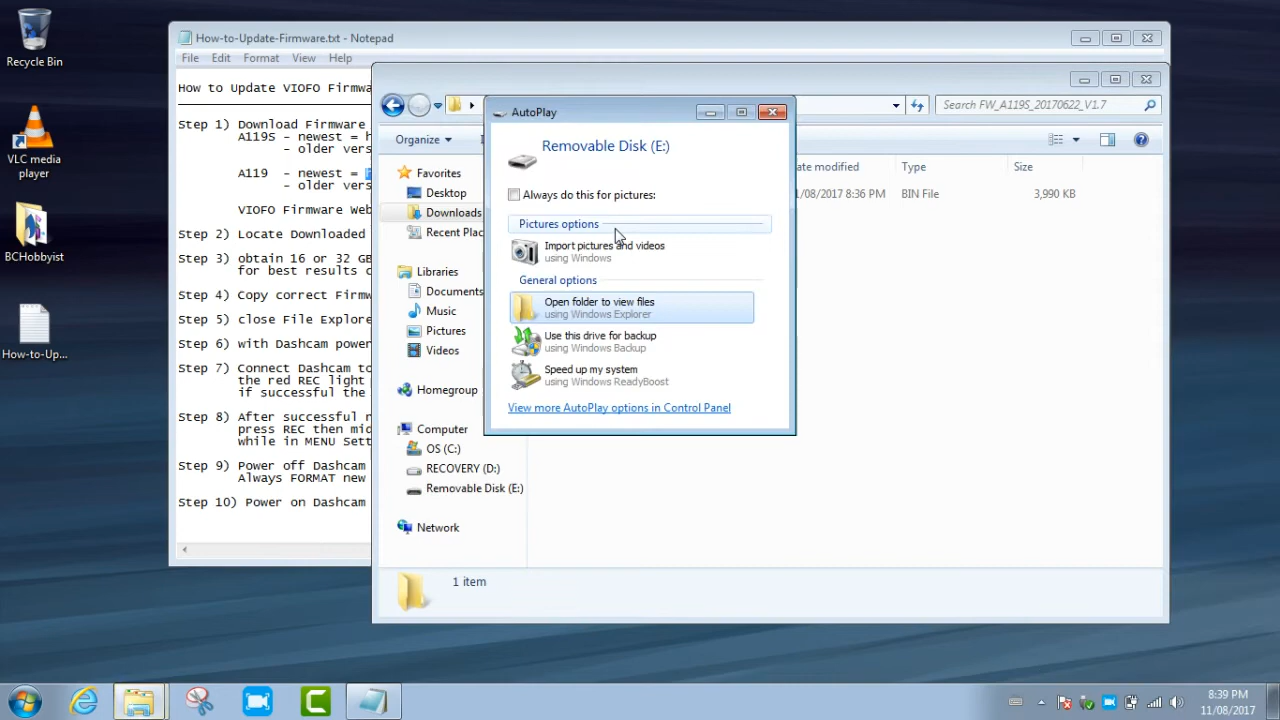 Recycle Bin
VLC media
player
BCHobbyist
How-to-Up...
How-to-Update-Firmware.txt - Notepad
File Edit Format View Help
How to Update VIOFO Firmwa
Step 1) Download Firmware
A119S - newest = h
- older vers
A119 - newest =
- older vers
VIOFO Firmware Web
Step 2) Locate Downloaded
Step 3) obtain 16 or 32 GB
for best results c
Step 4) Copy correct Firmw
Step 5) close File Explore
Step 6) with Dashcam power
Step 7) Connect Dashcam to
the red REC light
if successful the
Step 8) After successful
press REC then mid
while in MENU Sett
Step 9) Power off Dashcam
Always FORMAT new
Step 10) Power on Dashcam
Search FW_A119S_20170622_V1.7
Organize
Favorites
Desktop
Downloads
Recent Plac
Libraries
Documents
Music
Pictures
Videos
Homegroup
Computer
OS (C:)
RECOVERY (D:)
Removable Disk (E:)
Network
ate modified Type Size
1/08/2017 8:36 PM BIN File 3,990 KB
1 item
AutoPlay
Removable Disk (E:)
Always do this for pictures:
Pictures options
Import pictures and videos
using Windows
General options
Open folder to view files
using Windows Explorer
Use this drive for backup
using Windows Backup
Speed up my system
using Windows ReadyBoost
View more AutoPlay options in Control Panel
8:39 PM
11/08/2017